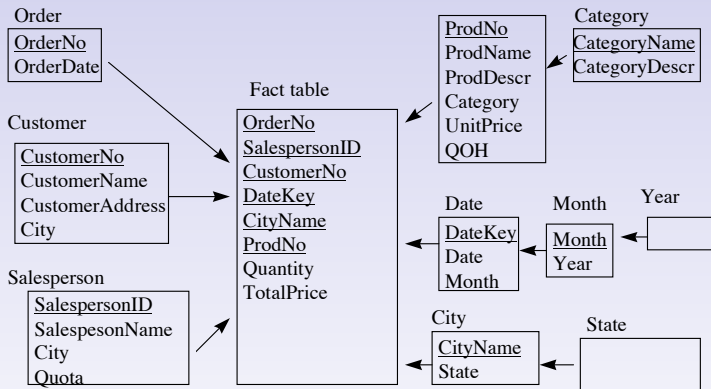 Order
OrderNo
OrderDate
Customer
CustomerNo
CustomerName
CustomerAddress
City
Salesperson
SalespersonID
SalespesonName
City
Quota
Fact table
OrderNo
SalespersonID
CustomerNo
DateKey
CityName
ProdNo
Quantity
TotalPrice
ProdNo
ProdName
ProdDescr
Category
UnitPrice
QOH
Category
CategoryName
CategoryDescr
Date
DateKey
Date
Month
Month
Month
Year
Year
City
CityName
State
State